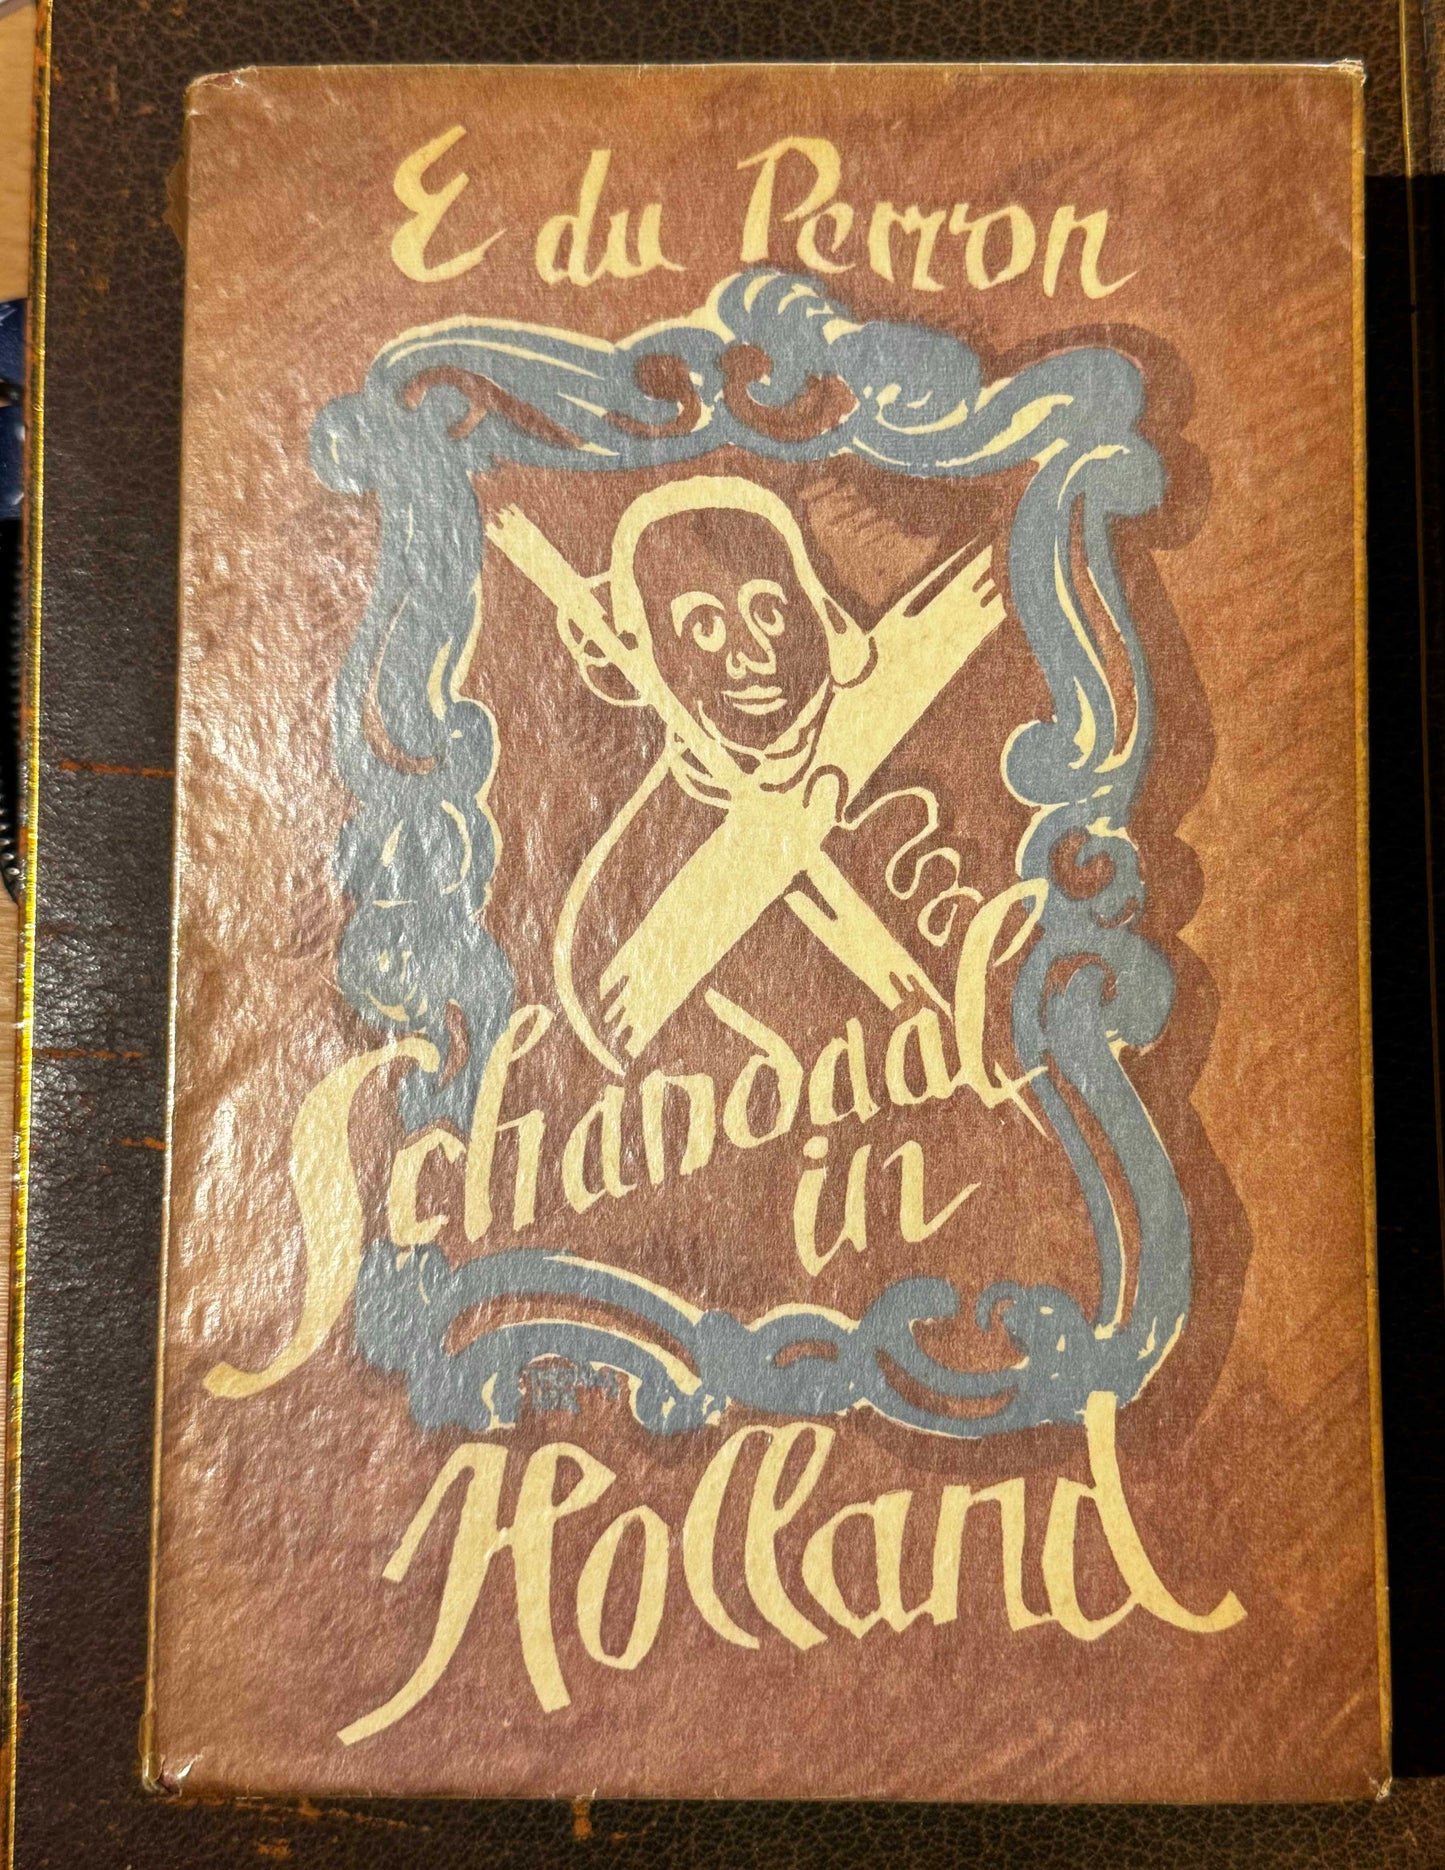 E du Perron
Schandaal
in
Holland